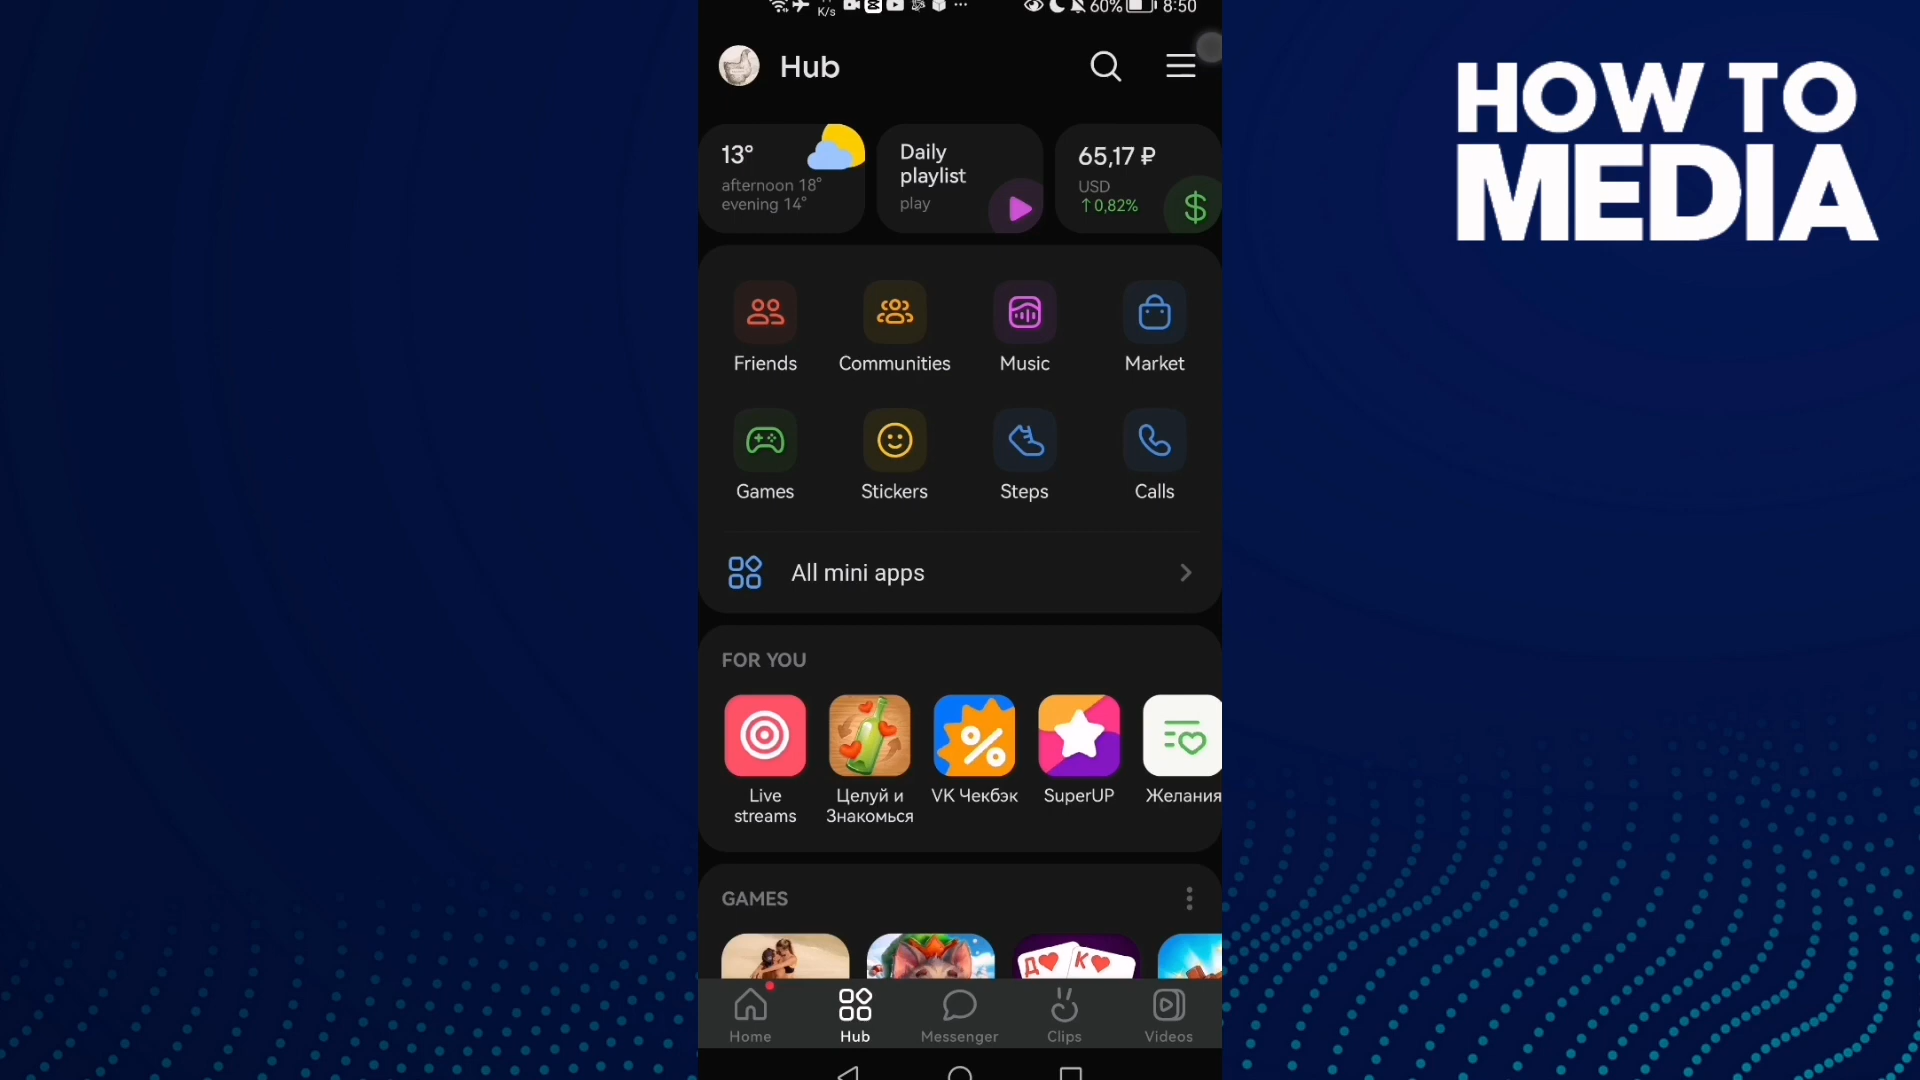 K/s 60% 8:50
Hub
HOW TO
MEDIA
13°
afternoon 18°
evening 14°
Daily
playlist
play
65,17 ₽
USD
↑0,82%
$
Friends Communities Music Market
Games Stickers Steps Calls
All mini apps
FOR YOU
%
Live
streams
Целуй и
Знакомься
VK Чекбэк
SuperUP
Желания
GAMES
Д К
Home Hub Messenger Clips Videos